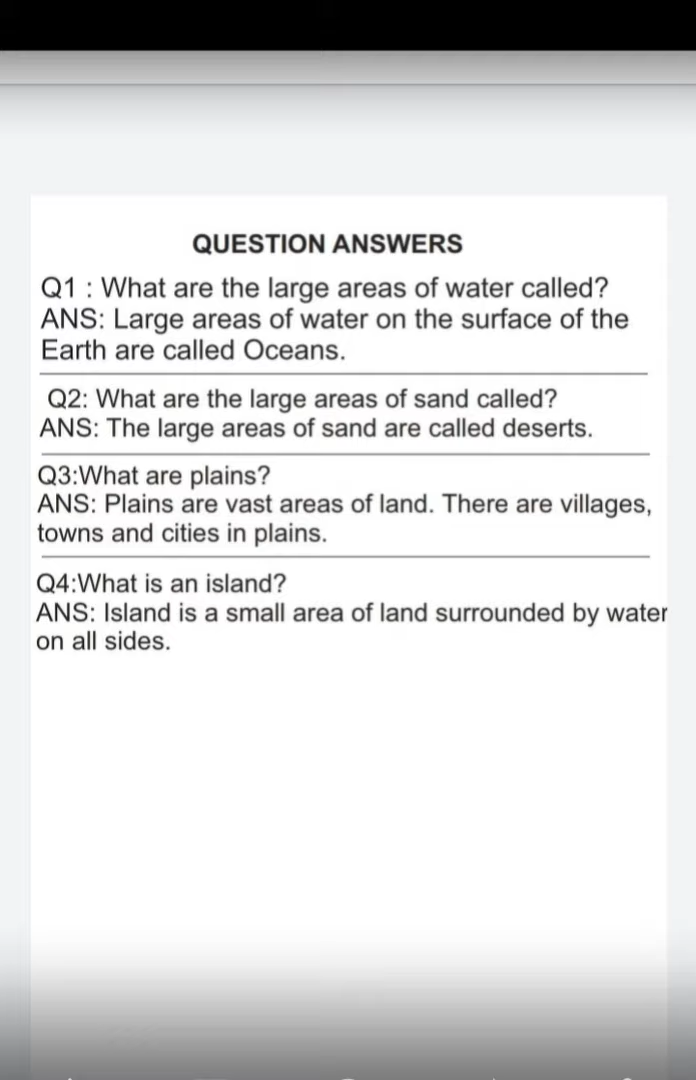 QUESTION ANSWERS
Q1 : What are the large areas of water called?
ANS: Large areas of water on the surface of the
Earth are called Oceans.
Q2: What are the large areas of sand called?
ANS: The large areas of sand are called deserts.
Q3:What are plains?
ANS: Plains are vast areas of land. There are villages,
towns and cities in plains.
Q4:What is an island?
ANS: Island is a small area of land surrounded by water
on all sides.